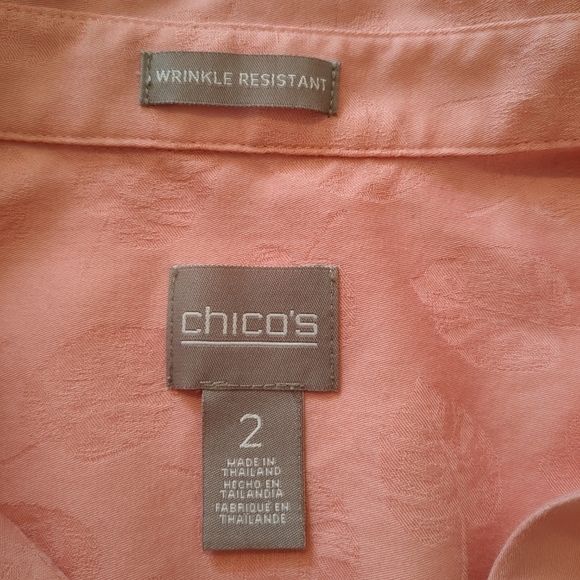 WRINKLE RESISTANT
chico's
2
MADE IN
THAILAND
HECHO EN
TAILANDIA
FABRIQUÉ EN
THAÏLANDE